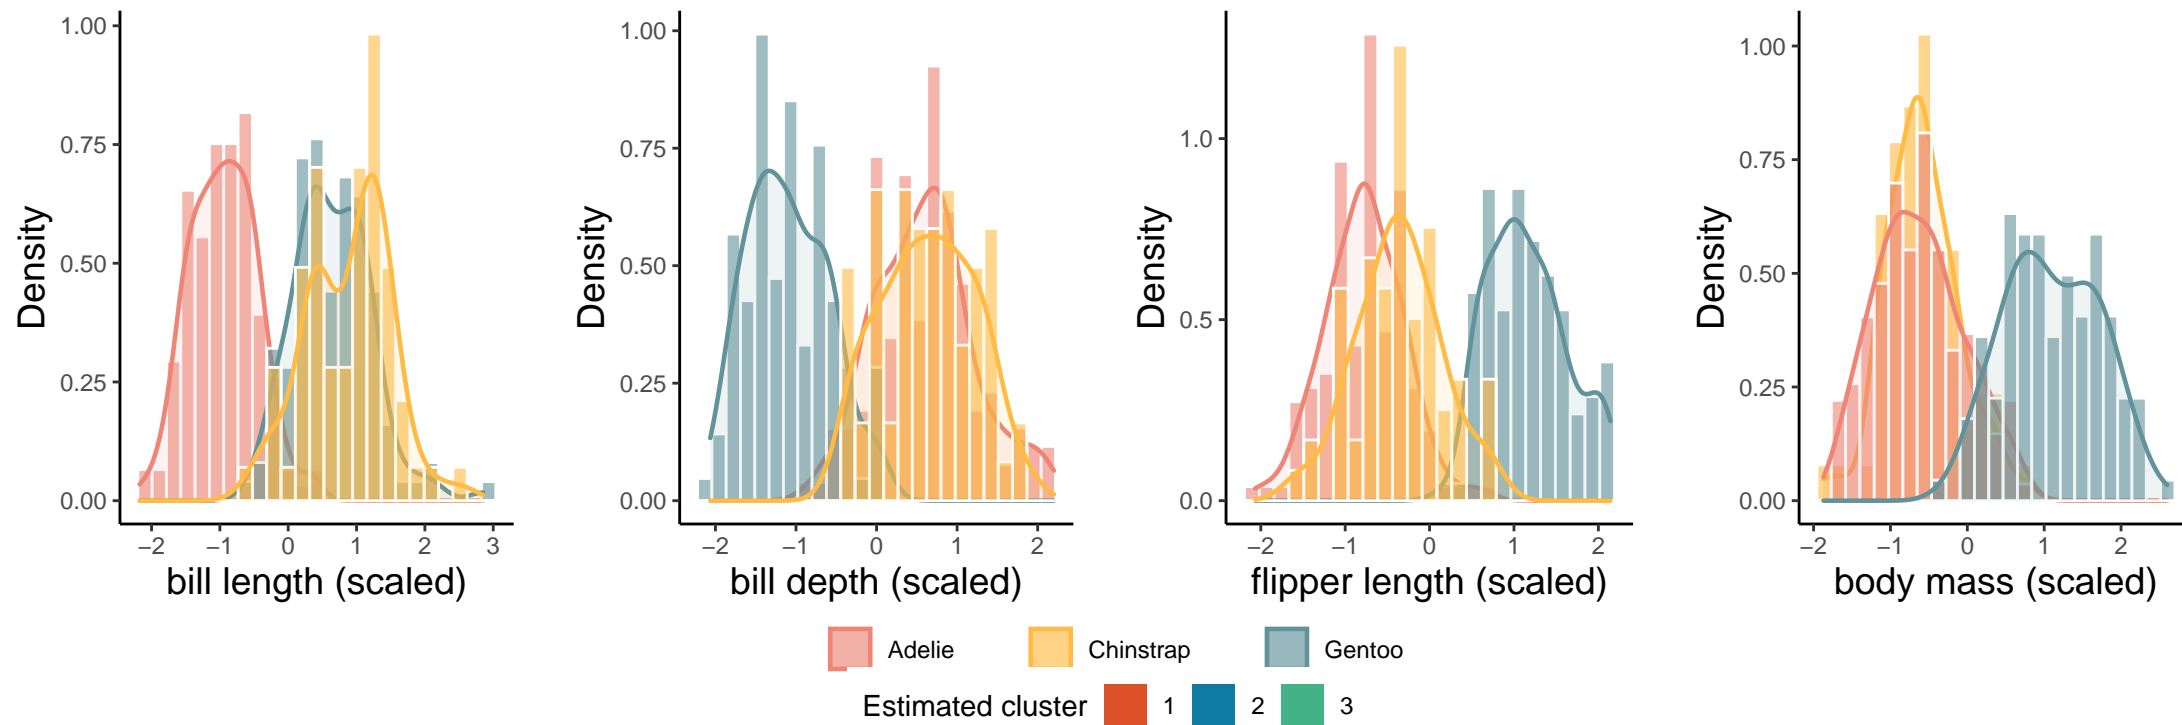 1.00
0.75
0.50
0.25
0.00
Density
−2 −1 0 1 2 3
bill length (scaled)
1.00
0.75
0.50
0.25
0.00
Density
−2 −1 0 1 2
bill depth (scaled)
1.0
0.5
0.0
Density
−2 −1 0 1 2
flipper length (scaled)
1.00
0.75
0.50
0.25
0.00
Density
−2 −1 0 1 2
body mass (scaled)
Adelie Chinstrap Gentoo
Estimated cluster 1 2 3